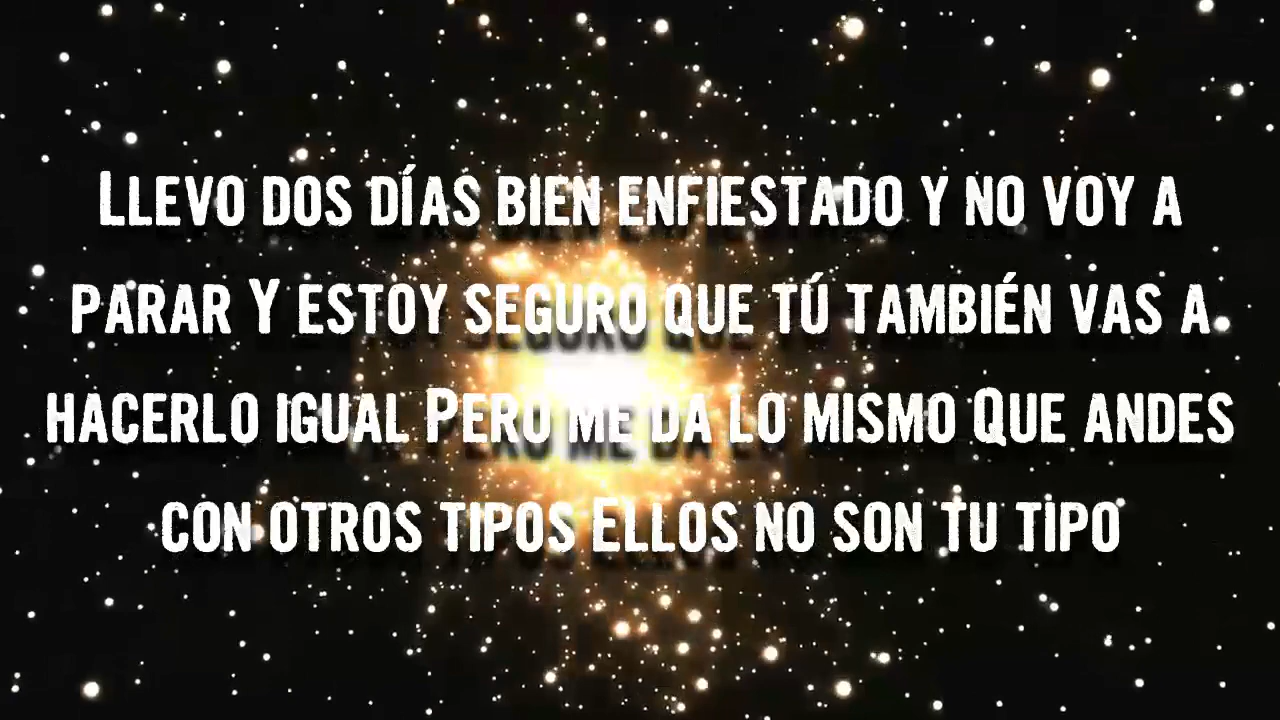 Llevo dos días bien enfiestado y no voy a
parar Y estoy seguro que tú también vas a
hacerlo igual Pero me da lo mismo Que andes
con otros tipos Ellos no son tu tipo